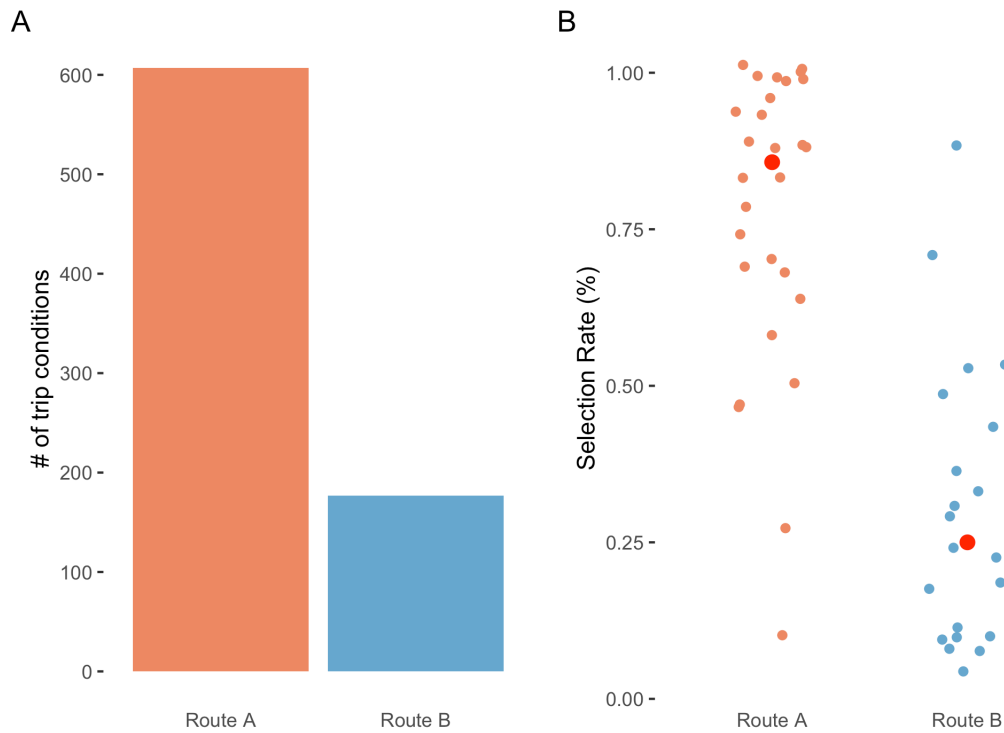 A
# of trip conditions
600
500
400
300
200
100
0
Route A Route B
B
Selection Rate (%)
1.00
0.75
0.50
0.25
0.00
Route A Route B